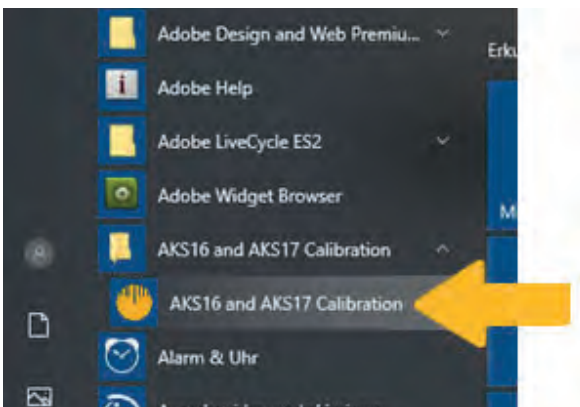 Adobe Design and Web Premiu...
Erku
Adobe Help
Adobe LiveCycle ES2
Adobe Widget Browser
M
AKS16 and AKS17 Calibration
AKS16 and AKS17 Calibration
Alarm & Uhr